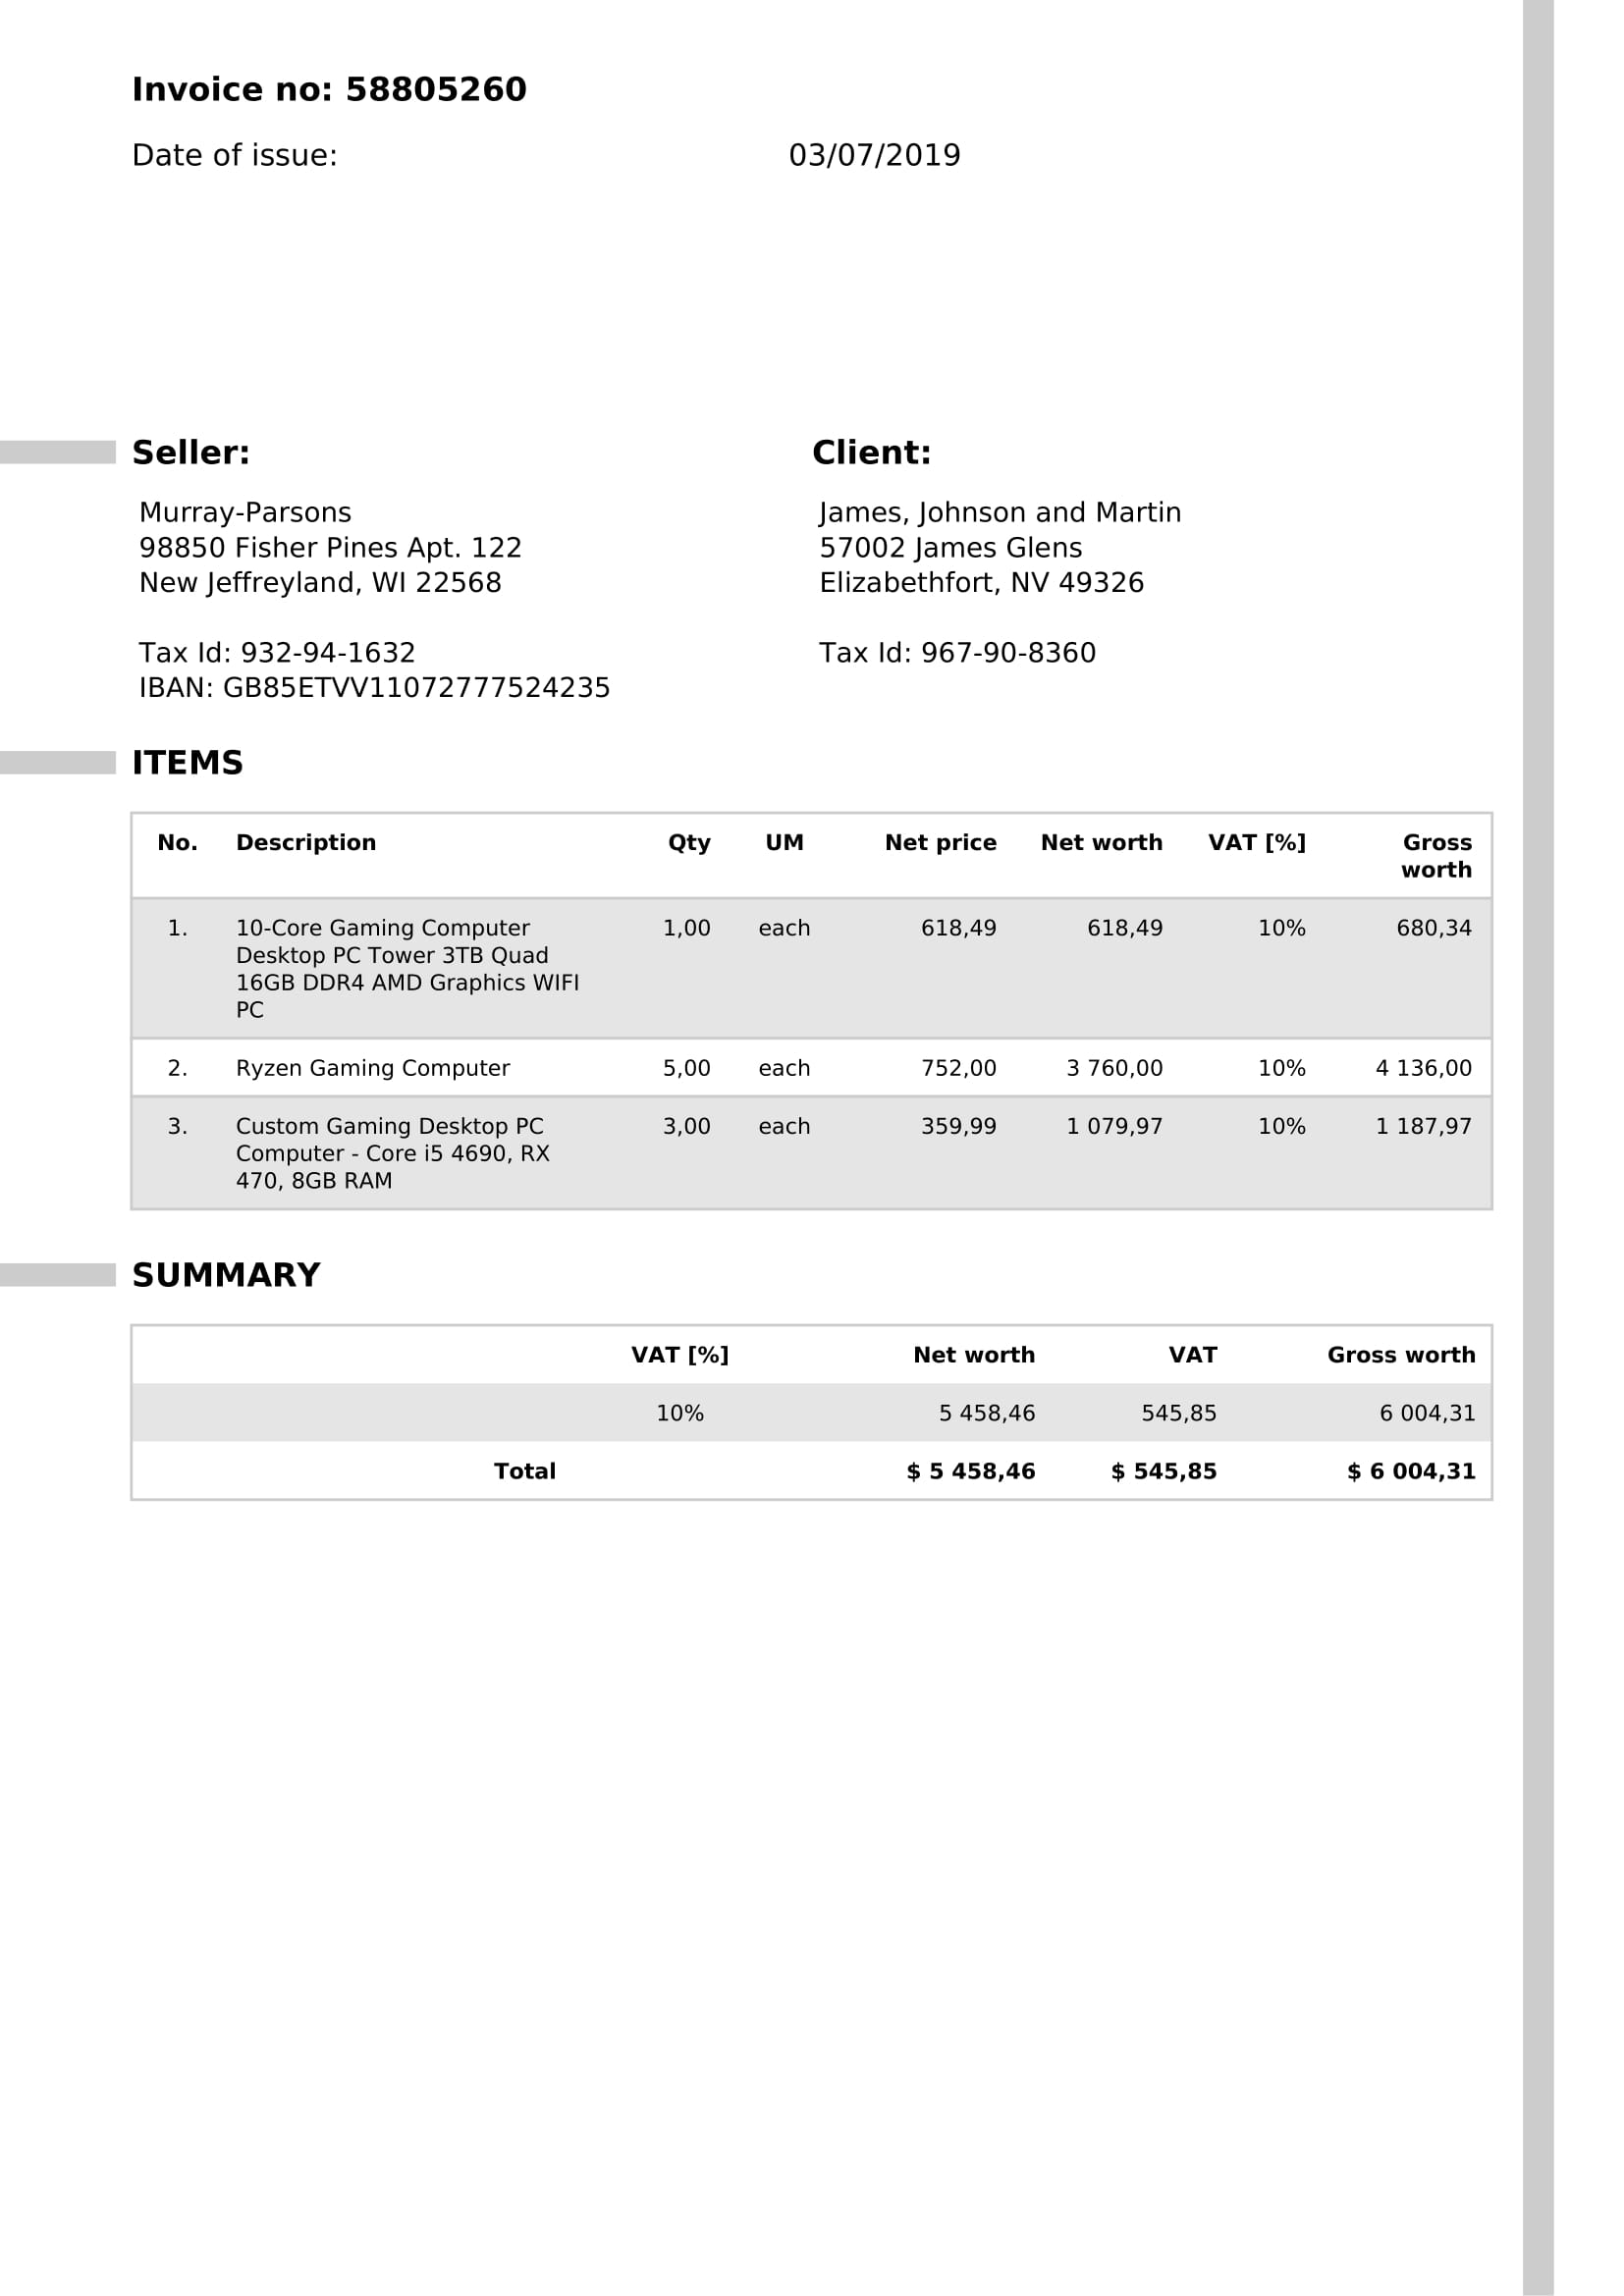 Invoice no: 58805260
Date of issue: 03/07/2019
Seller:
Murray-Parsons
98850 Fisher Pines Apt. 122
New Jeffreyland, WI 22568
Tax Id: 932-94-1632
IBAN: GB85ETVV11072777524235
Client:
James, Johnson and Martin
57002 James Glens
Elizabethfort, NV 49326
Tax Id: 967-90-8360
ITEMS
No. Description Qty UM Net price Net worth VAT [%] Gross
worth
1. 10-Core Gaming Computer 1,00 each 618,49 618,49 10% 680,34
Desktop PC Tower 3TB Quad
16GB DDR4 AMD Graphics WIFI
PC
2. Ryzen Gaming Computer 5,00 each 752,00 3 760,00 10% 4 136,00
3. Custom Gaming Desktop PC 3,00 each 359,99 1 079,97 10% 1 187,97
Computer - Core i5 4690, RX
470, 8GB RAM
SUMMARY
VAT [%] Net worth VAT Gross worth
10% 5 458,46 545,85 6 004,31
Total $ 5 458,46 $ 545,85 $ 6 004,31